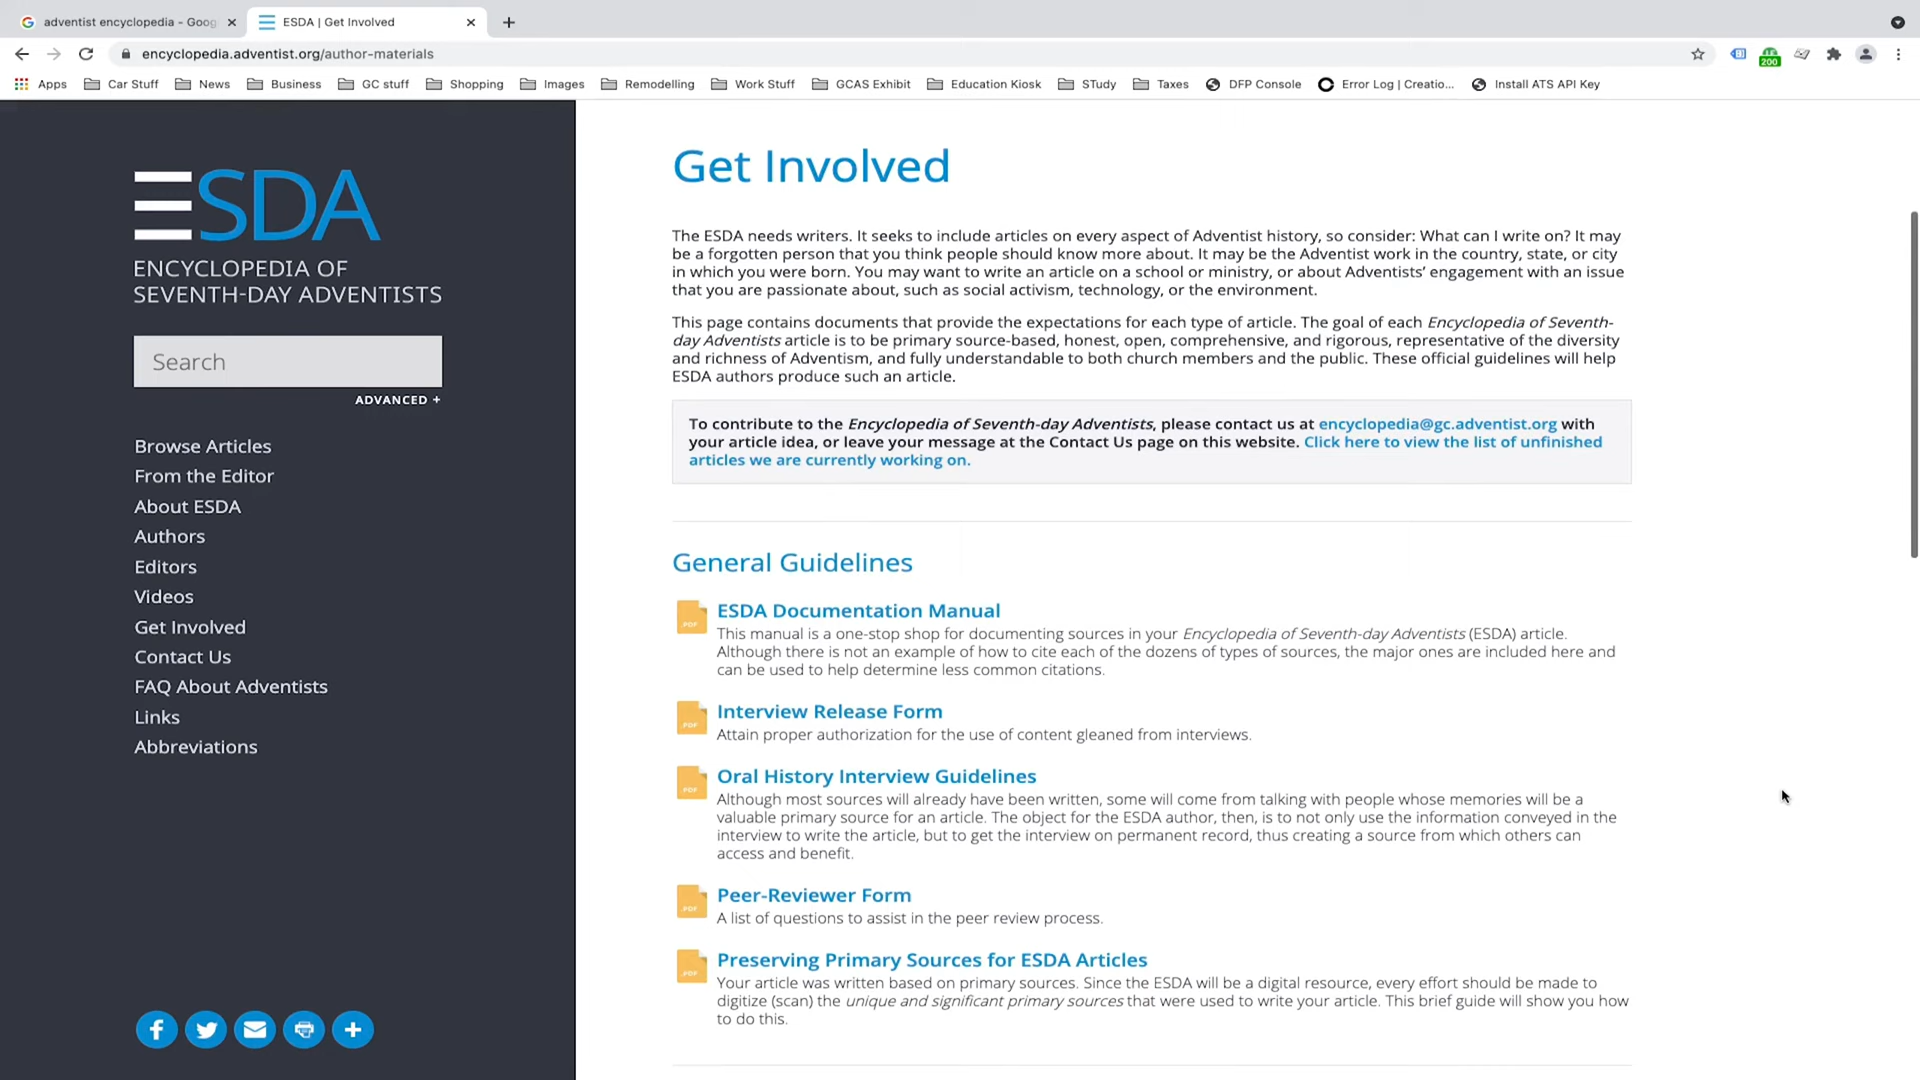 adventist encyclopedia - Goog
ESDA | Get Involved
encyclopedia.adventist.org/author-materials
200
Apps
Car Stuff
News
Business
GC stuff
Shopping
Images
Remodelling
Work Stuff
GCAS Exhibit
Education Kiosk
STudy
Taxes
DFP Console
Error Log | Creatio...
Install ATS API Key
ESDA
ENCYCLOPEDIA OF
SEVENTH-DAY ADVENTISTS
Search
ADVANCED +
Browse Articles
From the Editor
About ESDA
Authors
Editors
Videos
Get Involved
Contact Us
FAQ About Adventists
Links
Abbreviations
Get Involved
The ESDA needs writers. It seeks to include articles on every aspect of Adventist history, so consider: What can I write on? It may
be a forgotten person that you think people should know more about. It may be the Adventist work in the country, state, or city
in which you were born. You may want to write an article on a school or ministry, or about Adventists’ engagement with an issue
that you are passionate about, such as social activism, technology, or the environment.
This page contains documents that provide the expectations for each type of article. The goal of each Encyclopedia of Seventh-
day Adventists article is to be primary source-based, honest, open, comprehensive, and rigorous, representative of the diversity
and richness of Adventism, and fully understandable to both church members and the public. These official guidelines will help
ESDA authors produce such an article.
To contribute to the Encyclopedia of Seventh-day Adventists, please contact us at encyclopedia@gc.adventist.org with
your article idea, or leave your message at the Contact Us page on this website. Click here to view the list of unfinished
articles we are currently working on.
General Guidelines
PDF
ESDA Documentation Manual
This manual is a one-stop shop for documenting sources in your Encyclopedia of Seventh-day Adventists (ESDA) article.
Although there is not an example of how to cite each of the dozens of types of sources, the major ones are included here and
can be used to help determine less common citations.
PDF
Interview Release Form
Attain proper authorization for the use of content gleaned from interviews.
PDF
Oral History Interview Guidelines
Although most sources will already have been written, some will come from talking with people whose memories will be a
valuable primary source for an article. The object for the ESDA author, then, is to not only use the information conveyed in the
interview to write the article, but to get the interview on permanent record, thus creating a source from which others can
access and benefit.
PDF
Peer-Reviewer Form
A list of questions to assist in the peer review process.
PDF
Preserving Primary Sources for ESDA Articles
Your article was written based on primary sources. Since the ESDA will be a digital resource, every effort should be made to
digitize (scan) the unique and significant primary sources that were used to write your article. This brief guide will show you how
to do this.